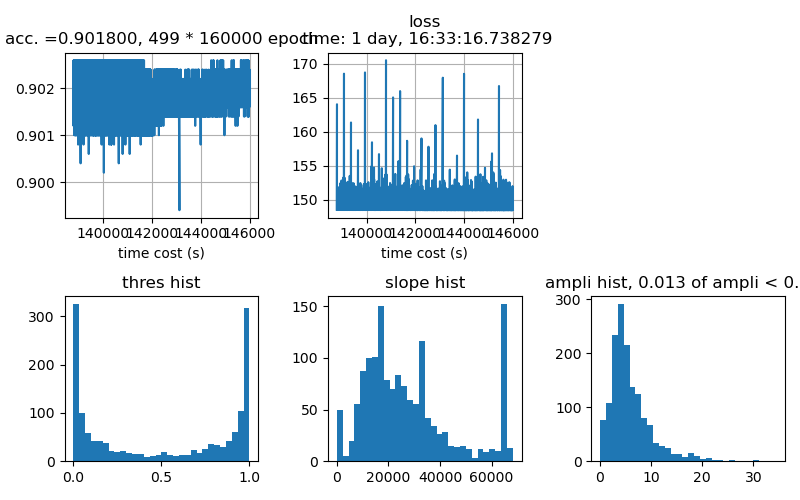 loss
acc. =0.901800, 499 * 160000 epoch
time: 1 day, 16:33:16.738279
0.902
0.901
0.900
170
165
160
155
150
140000 142000 144000 146000
140000 142000 144000 146000
time cost (s)
time cost (s)
thres hist
slope hist
ampli hist, 0.013 of ampli < 0.
300
200
100
0
0.0 0.5 1.0
150
100
50
0
0 20000 40000 60000
300
200
100
0
0 10 20 30